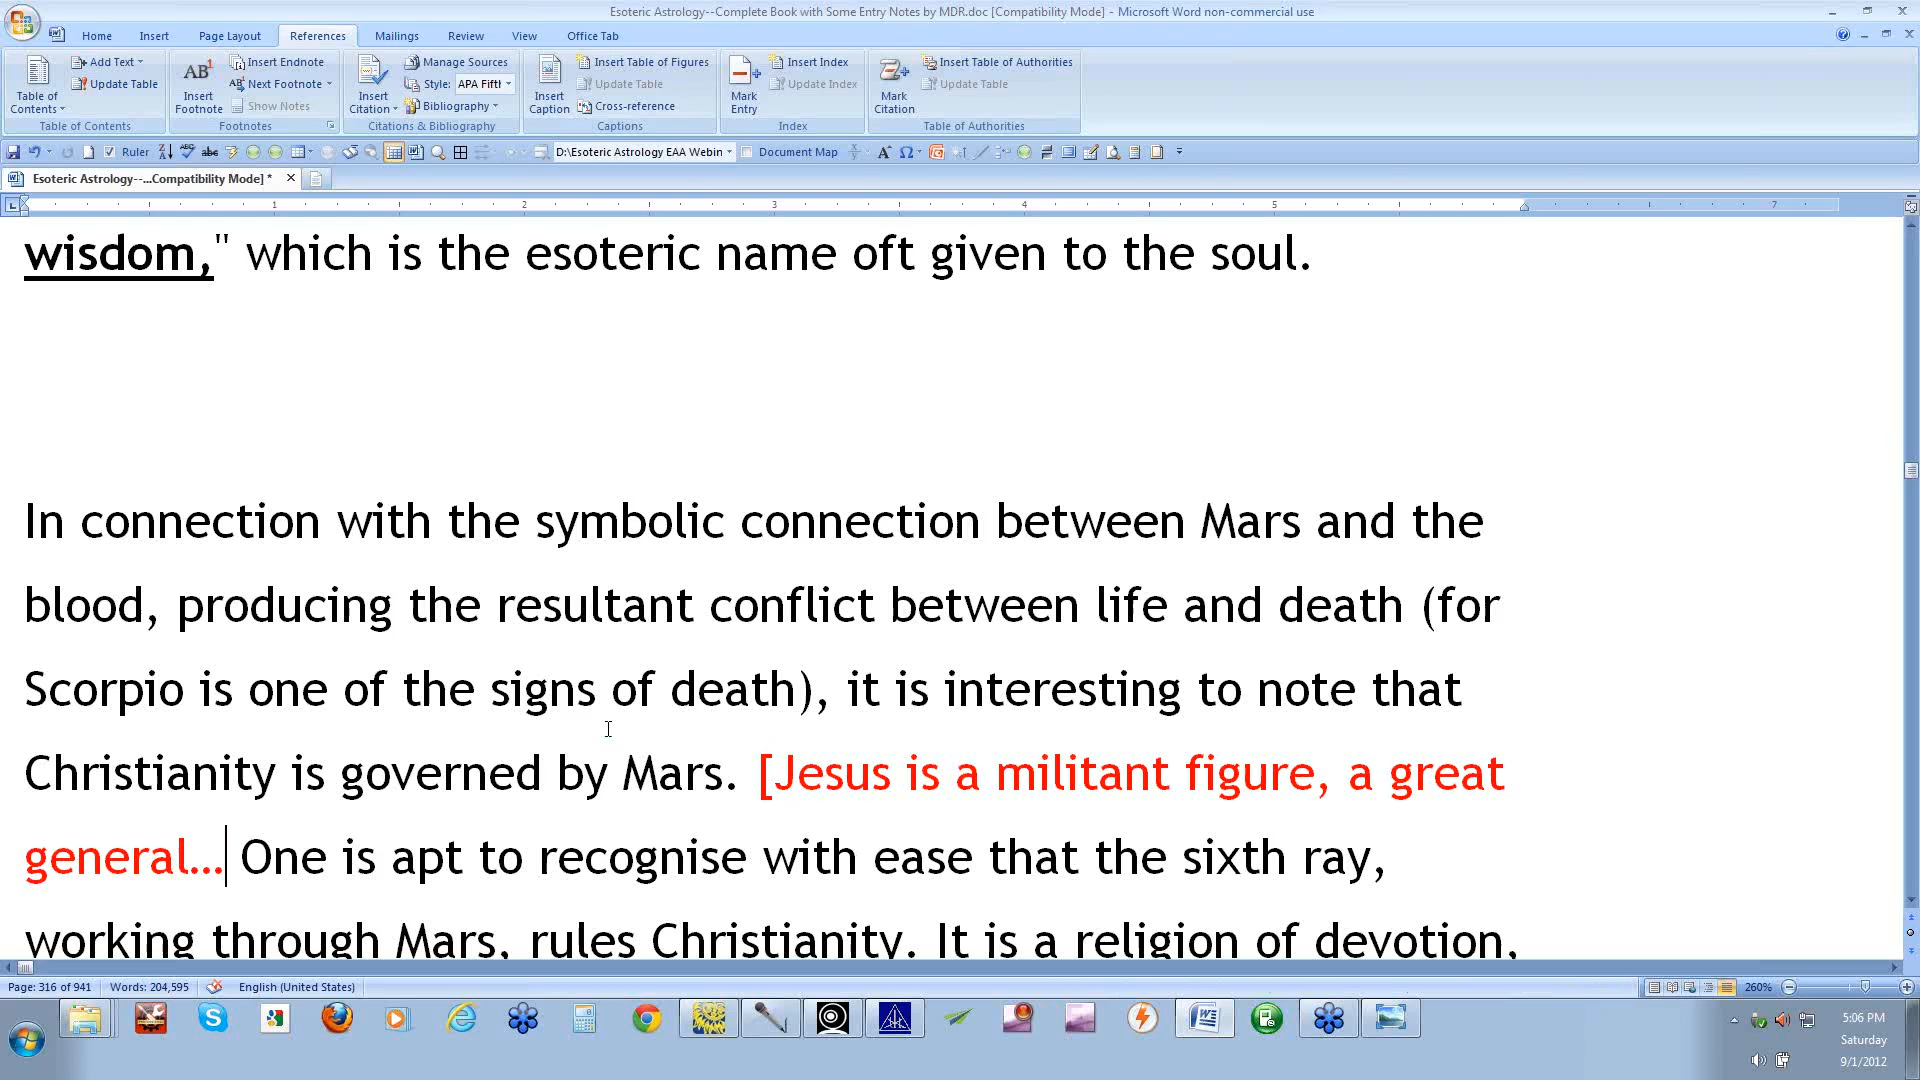 Esoteric Astrology--Complete Book with Some Entry Notes by MDR.doc [Compatibility Mode] - Microsoft Word non-commercial use
Home Insert Page Layout References Mailings Review View Office Tab
Table of Contents
Add Text
Update Table
Table of Contents
Insert Footnote
Insert Endnote
Next Footnote
Show Notes
Footnotes
Insert Citation
Manage Sources
Style: APA Fifth
Bibliography
Citations & Bibliography
Insert Caption
Insert Table of Figures
Update Table
Cross-reference
Captions
Mark Entry
Insert Index
Update Index
Index
Mark Citation
Insert Table of Authorities
Update Table
Table of Authorities
Ruler D:\Esoteric Astrology EAA Webin Document Map
Esoteric Astrology--...Compatibility Mode] *
1 2 3 4 5 7
wisdom," which is the esoteric name oft given to the soul.
In connection with the symbolic connection between Mars and the
blood, producing the resultant conflict between life and death (for
Scorpio is one of the signs of death), it is interesting to note that
Christianity is governed by Mars. [Jesus is a militant figure, a great
general... One is apt to recognise with ease that the sixth ray,
working through Mars, rules Christianity. It is a religion of devotion,
Page: 316 of 941 Words: 204,595 English (United States) 260%
5:06 PM
Saturday
9/1/2012